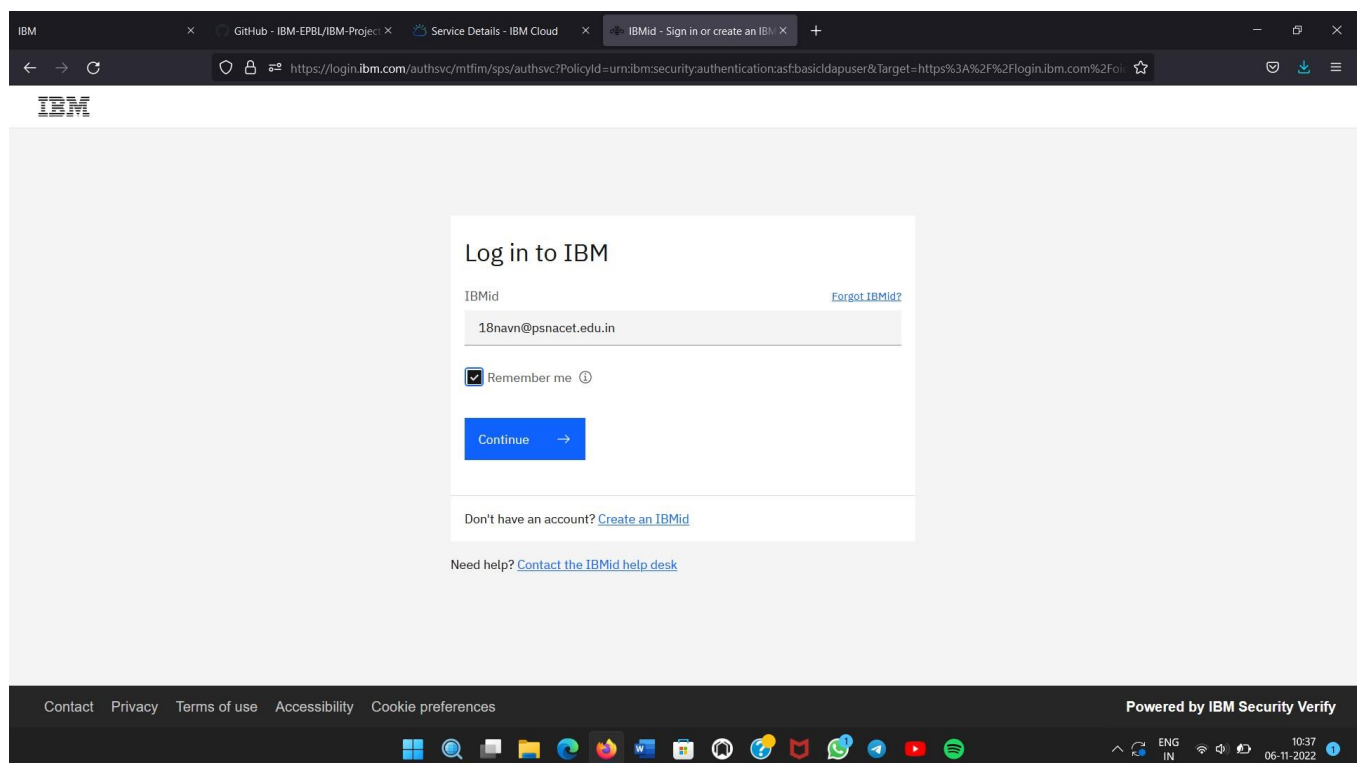 IBM
GitHub - IBM-EPBL/IBM-Project
Service Details - IBM Cloud
IBMid - Sign in or create an IBM
https://login.ibm.com/authsvc/mtfim/sps/authsvc?PolicyId=urn:ibm:security:authentication:asf:basicldapuser&Target=https%3A%2F%2Flogin.ibm.com%2Foi
IBM
Log in to IBM
IBMid Forgot IBMid?
18navn@psnacet.edu.in
Remember me
Continue →
Don't have an account? Create an IBMid
Need help? Contact the IBMid help desk
Contact Privacy Terms of use Accessibility Cookie preferences Powered by IBM Security Verify
ENG 10:37
IN 06-11-2022 1